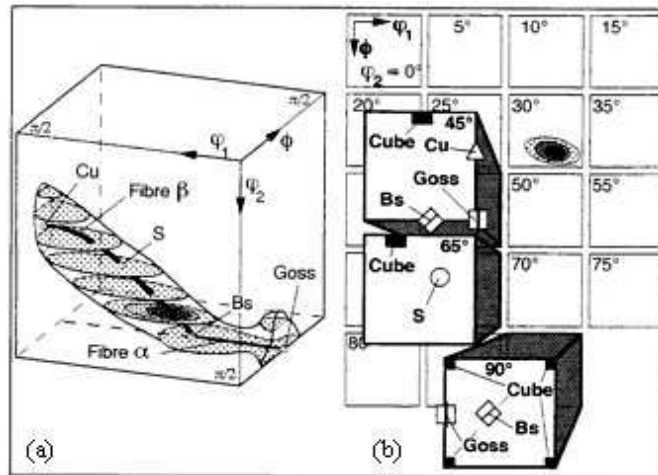 π/2
π/2
φ₁
Φ
φ₂
Cu
Fibre β
S
Goss
Bs
Fibre α
π/2
(a)
φ₁
Φ
φ₂ = 0°
5°
10°
15°
20°
25°
30°
35°
45°
Cube
Cu
Bs
Goss
50°
55°
65°
Cube
S
70°
75°
90°
Cube
Bs
Goss
(b)